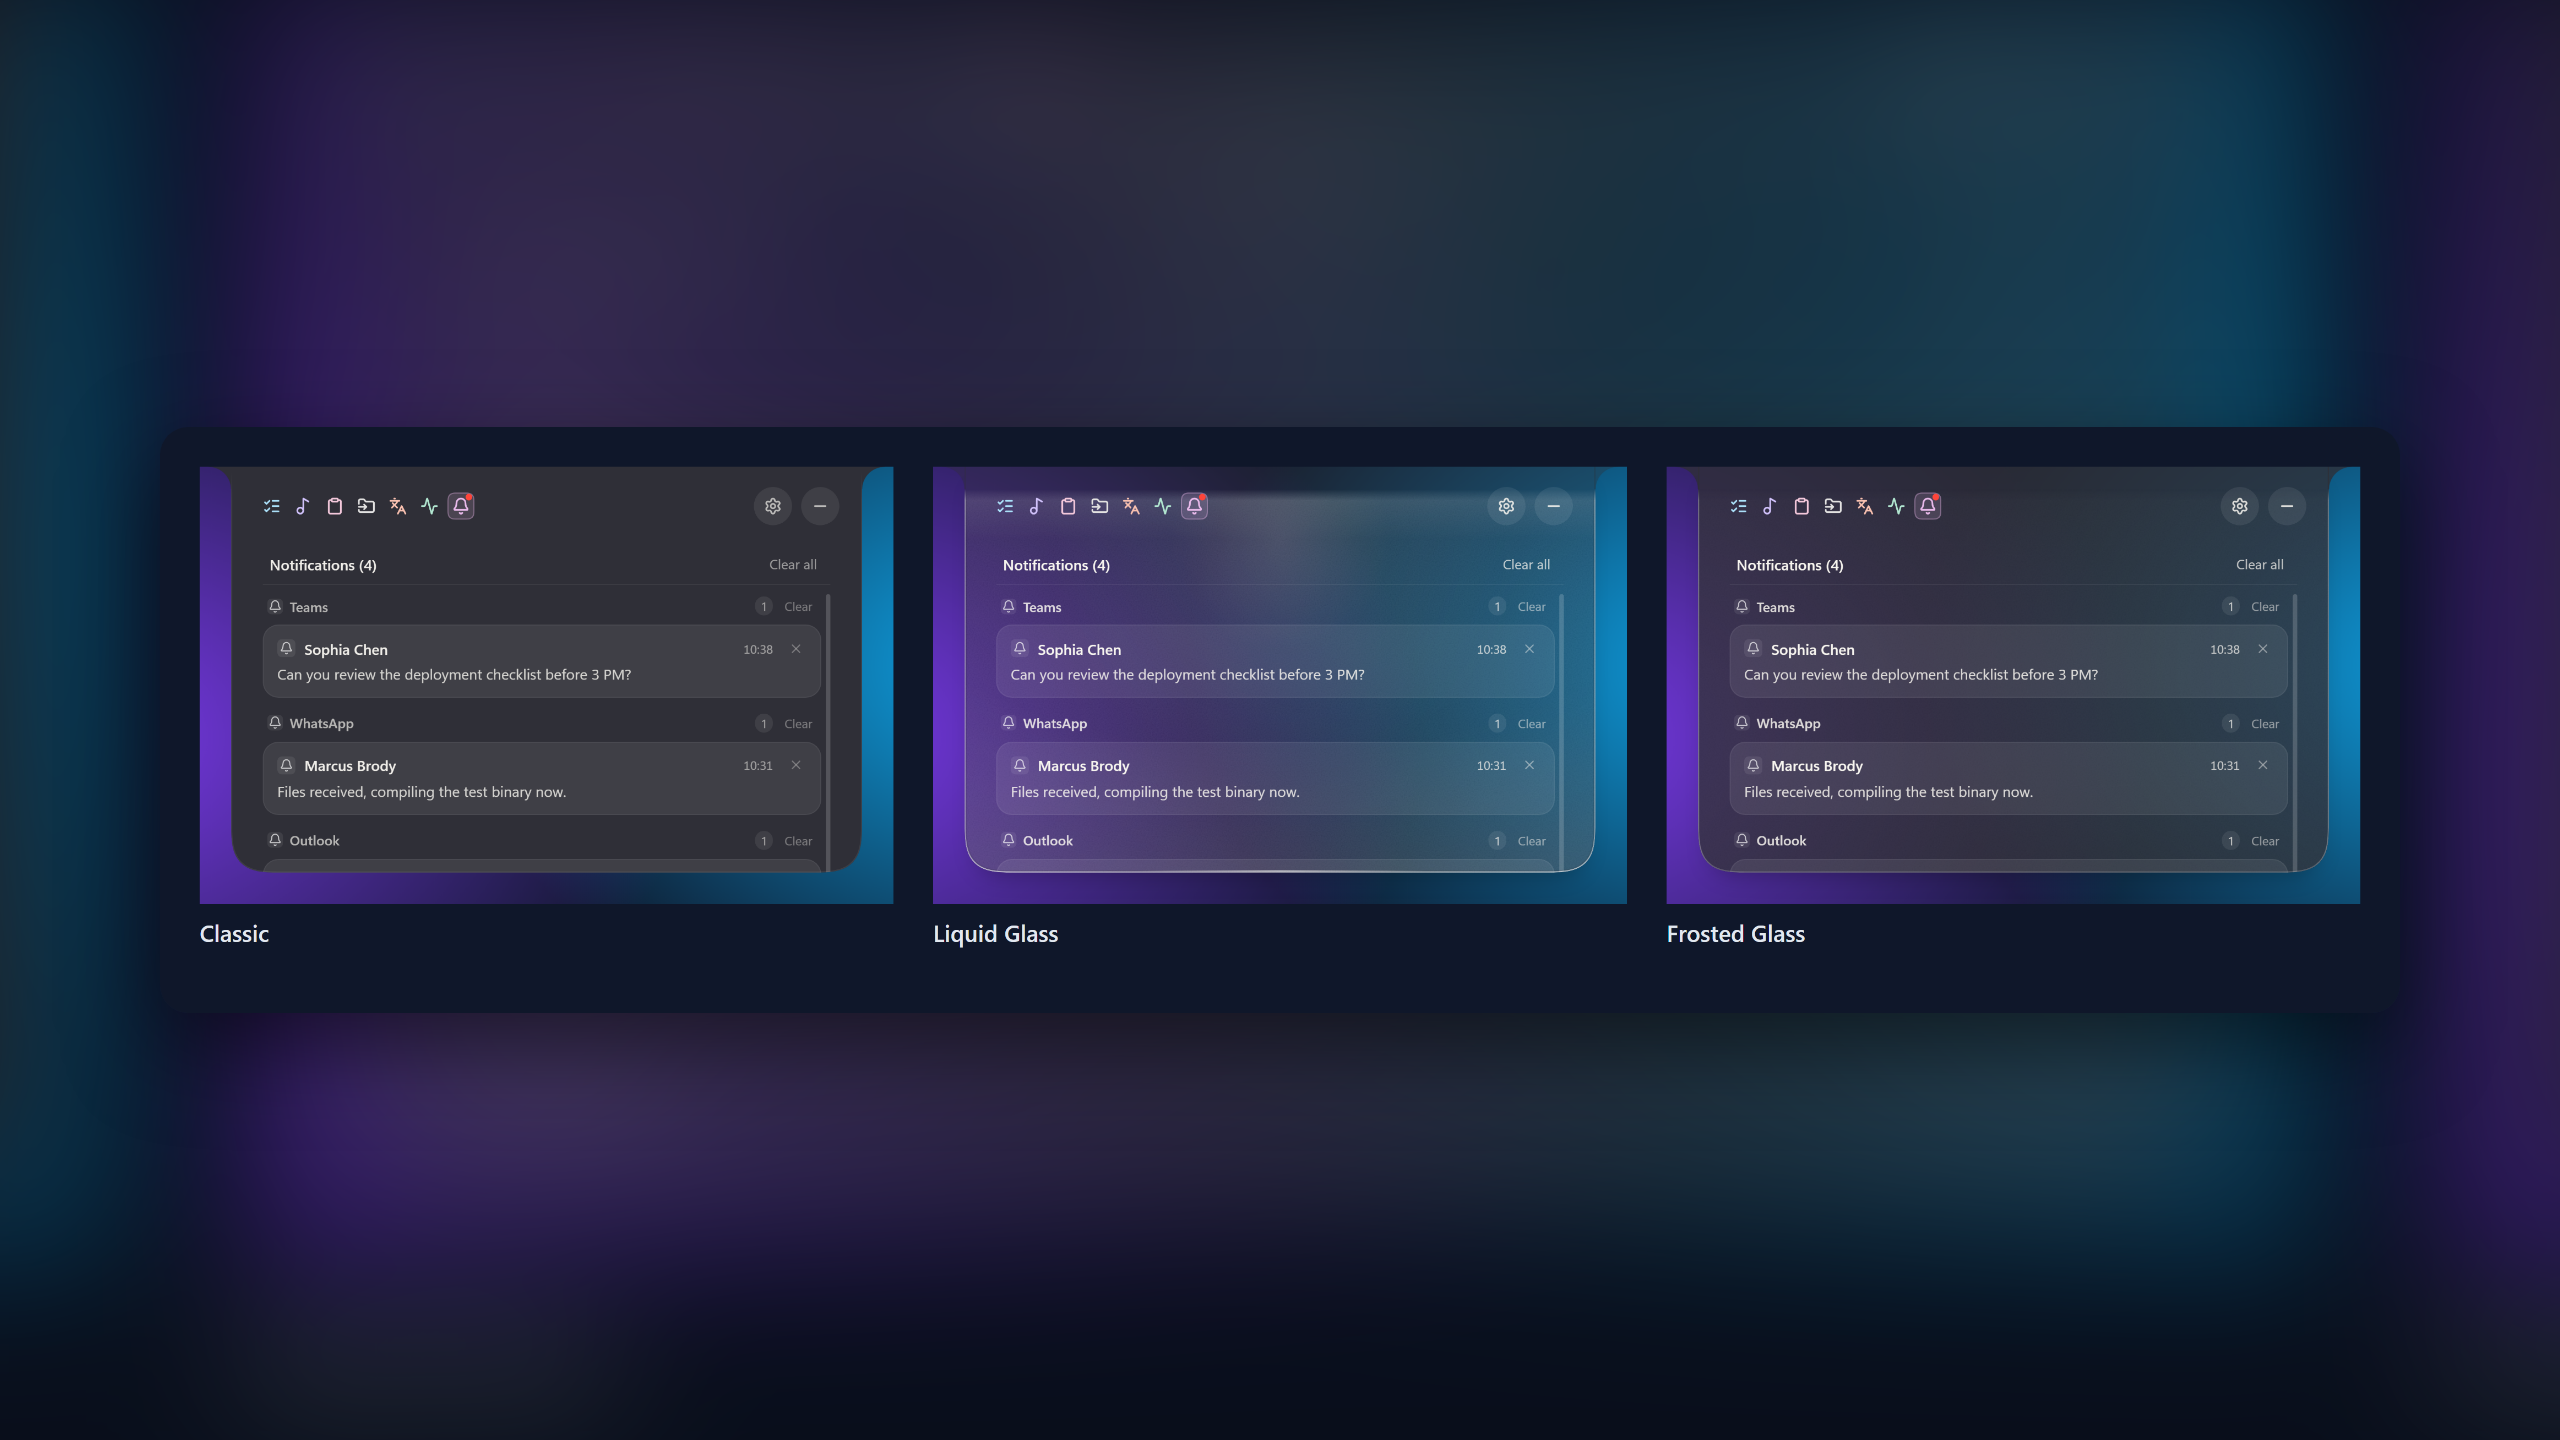 Notifications (4) Clear all
Teams 1 Clear
Sophia Chen 10:38
Can you review the deployment checklist before 3 PM?
WhatsApp 1 Clear
Marcus Brody 10:31
Files received, compiling the test binary now.
Outlook 1 Clear
Classic
Notifications (4) Clear all
Teams 1 Clear
Sophia Chen 10:38
Can you review the deployment checklist before 3 PM?
WhatsApp 1 Clear
Marcus Brody 10:31
Files received, compiling the test binary now.
Outlook 1 Clear
Liquid Glass
Notifications (4) Clear all
Teams 1 Clear
Sophia Chen 10:38
Can you review the deployment checklist before 3 PM?
WhatsApp 1 Clear
Marcus Brody 10:31
Files received, compiling the test binary now.
Outlook 1 Clear
Frosted Glass